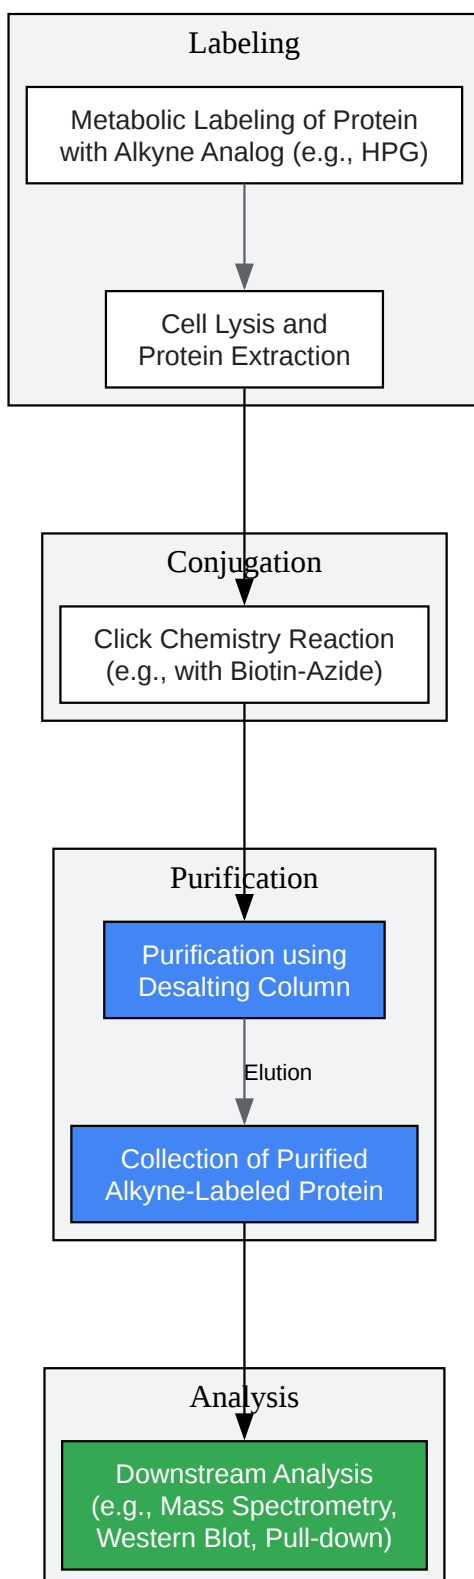 Labeling
Metabolic Labeling of Protein
with Alkyne Analog (e.g., HPG)
Cell Lysis and
Protein Extraction
Conjugation
Click Chemistry Reaction
(e.g., with Biotin-Azide)
Purification
Purification using
Desalting Column
Elution
Collection of Purified
Alkyne-Labeled Protein
Analysis
Downstream Analysis
(e.g., Mass Spectrometry,
Western Blot, Pull-down)